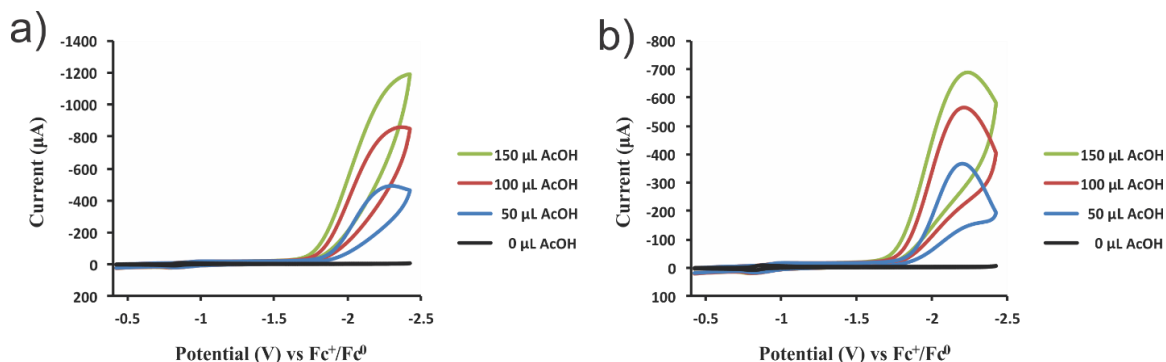 a)
-1400
-1200
-1000
-800
-600
-400
-200
0
200
Current (µA)
-0.5
-1
-1.5
-2
-2.5
Potential (V) vs Fc⁺/Fc⁰
150 µL AcOH
100 µL AcOH
50 µL AcOH
0 µL AcOH
b)
-800
-700
-600
-500
-400
-300
-200
-100
0
100
Current (µA)
-0.5
-1
-1.5
-2
-2.5
Potential (V) vs Fc⁺/Fc⁰
150 µL AcOH
100 µL AcOH
50 µL AcOH
0 µL AcOH